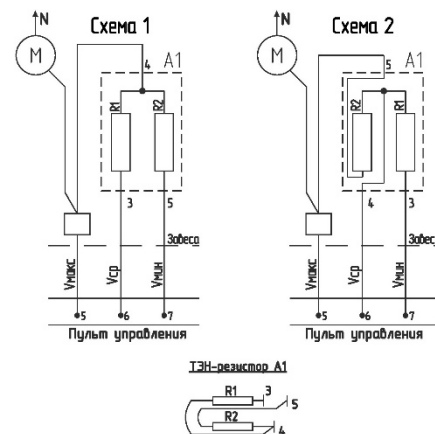 N Схема 1
M
4 A1
R1 R2
3 5
Завеса
Vмакс Vср Vмин
5 6 7
Пульт управления
N Схема 2
M
5 A1
R2 R1
4 3
Завеса
Vмакс Vср Vмин
5 6 7
Пульт управления
ТЭН-резистор A1
R1 3
5
R2
4